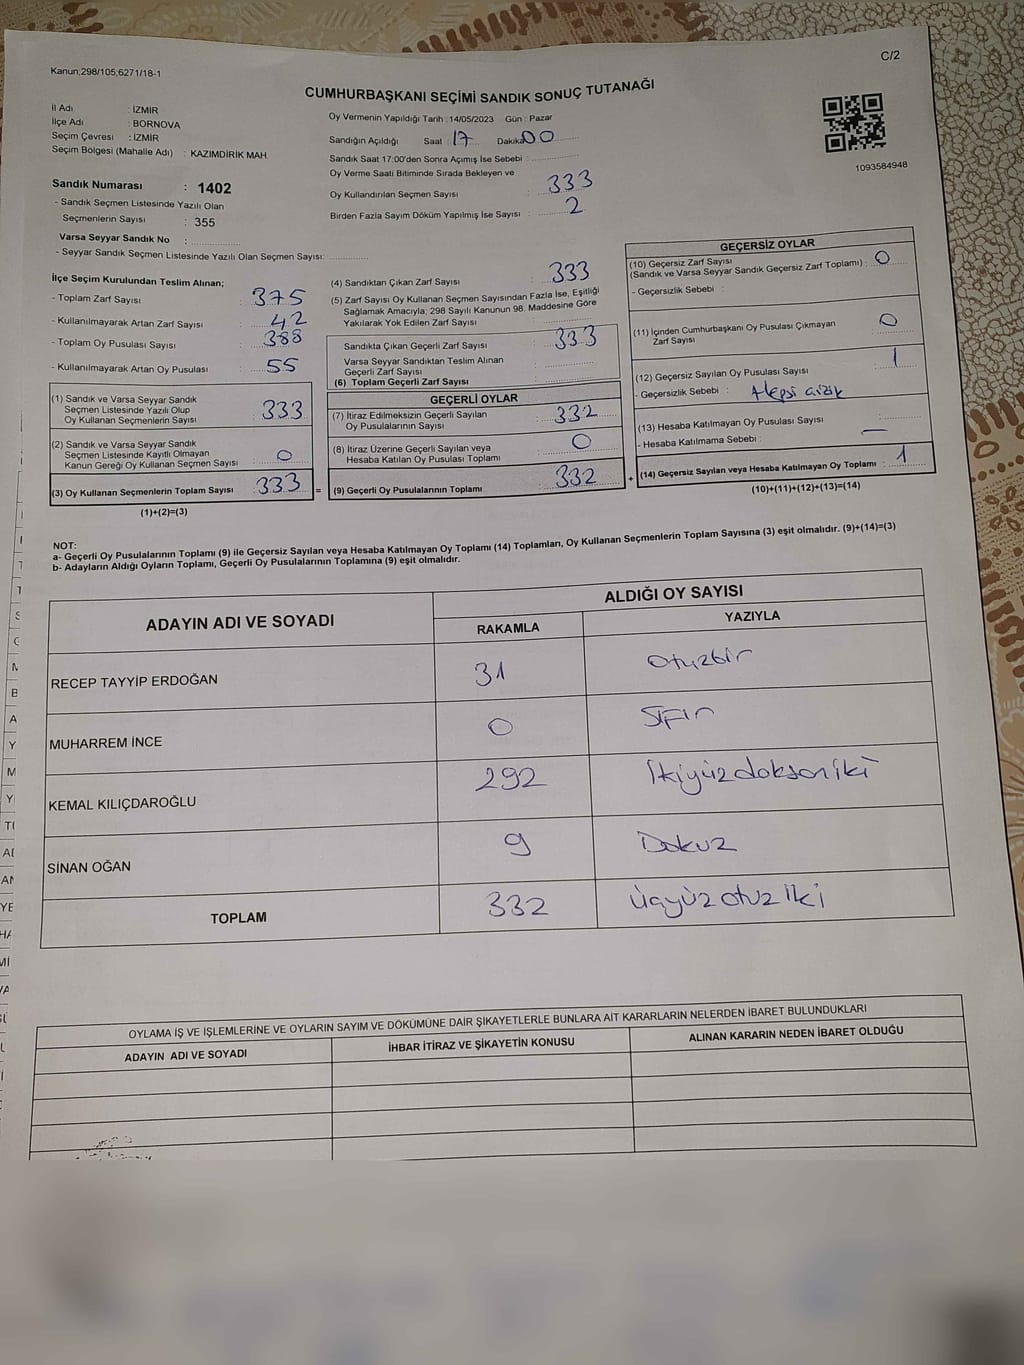 C/2
Kanun;298/105;6271/18-1
CUMHURBAŞKANI SEÇİMİ SANDIK SONUÇ TUTANAĞI
İl Adı : İZMİR
İlçe Adı : BORNOVA
Seçim Çevresi : İZMİR
Seçim Bölgesi (Mahalle Adı) : KAZIMDİRİK MAH.
Sandık Numarası : 1402
- Sandık Seçmen Listesinde Yazılı Olan
Seçmenlerin Sayısı : 355
Varsa Seyyar Sandık No :
- Seyyar Sandık Seçmen Listesinde Yazılı Olan Seçmen Sayısı:
Oy Vermenin Yapıldığı Tarih : 14/05/2023 Gün : Pazar
Sandığın Açıldığı Saat : 17 Dakika 00
Sandık Saat 17:00'den Sonra Açımış İse Sebebi :
Oy Verme Saati Bitiminde Sırada Bekleyen ve
Oy Kullandırılan Seçmen Sayısı : 333
Birden Fazla Sayım Döküm Yapılmış İse Sayısı : 2
1093584948
İlçe Seçim Kurulundan Teslim Alınan;
- Toplam Zarf Sayısı : 375
- Kullanılmayarak Artan Zarf Sayısı : 42
- Toplam Oy Pusulası Sayısı : 388
- Kullanılmayarak Artan Oy Pusulası : 55
(1) Sandık ve Varsa Seyyar Sandık
Seçmen Listesinde Yazılı Olup
Oy Kullanan Seçmenlerin Sayısı : 333
(2) Sandık ve Varsa Seyyar Sandık
Seçmen Listesinde Kayıtlı Olmayan
Kanun Gereği Oy Kullanan Seçmen Sayısı : 0
(3) Oy Kullanan Seçmenlerin Toplam Sayısı : 333 =
(1)+(2)=(3)
(4) Sandıktan Çıkan Zarf Sayısı : 333
(5) Zarf Sayısı Oy Kullanan Seçmen Sayısından Fazla İse, Eşitliği
Sağlamak Amacıyla; 298 Sayılı Kanunun 98. Maddesine Göre
Yakılarak Yok Edilen Zarf Sayısı :
Sandıkta Çıkan Geçerli Zarf Sayısı : 333
Varsa Seyyar Sandıktan Teslim Alınan
Geçerli Zarf Sayısı :
(6) Toplam Geçerli Zarf Sayısı :
GEÇERLİ OYLAR
(7) İtiraz Edilmeksizin Geçerli Sayılan
Oy Pusulalarının Sayısı : 332
(8) İtiraz Üzerine Geçerli Sayılan veya
Hesaba Katılan Oy Pusulası Toplamı : 0
(9) Geçerli Oy Pusulalarının Toplamı : 332 +
GEÇERSİZ OYLAR
(10) Geçersiz Zarf Sayısı
(Sandık ve Varsa Seyyar Sandık Geçersiz Zarf Toplamı) : 0
- Geçersizlik Sebebi :
(11) İçinden Cumhurbaşkanı Oy Pusulası Çıkmayan
Zarf Sayısı : 0
(12) Geçersiz Sayılan Oy Pusulası Sayısı : 1
- Geçersizlik Sebebi :
(13) Hesaba Katılmayan Oy Pusulası Sayısı : —
- Hesaba Katılmama Sebebi :
(14) Geçersiz Sayılan veya Hesaba Katılmayan Oy Toplamı : 1
(10)+(11)+(12)+(13)=(14)
NOT:
a- Geçerli Oy Pusulalarının Toplamı (9) ile Geçersiz Sayılan veya Hesaba Katılmayan Oy Toplamı (14) Toplamları, Oy Kullanan Seçmenlerin Toplam Sayısına (3) eşit olmalıdır. (9)+(14)=(3)
b- Adayların Aldığı Oyların Toplamı, Geçerli Oy Pusulalarının Toplamına (9) eşit olmalıdır.
ADAYIN ADI VE SOYADI ALDIĞI OY SAYISI
RAKAMLA YAZIYLA
RECEP TAYYİP ERDOĞAN 31 otuzbir
MUHARREM İNCE 0 sıfır
KEMAL KILIÇDAROĞLU 292 İkiyüzdoksaniki
SİNAN OĞAN 9 Dokuz
TOPLAM 332 Üçyüzotuziki
OYLAMA İŞ VE İŞLEMLERİNE VE OYLARIN SAYIM VE DÖKÜMÜNE DAİR ŞİKAYETLERLE BUNLARA AİT KARARLARIN NELERDEN İBARET BULUNDUKLARI
ADAYIN ADI VE SOYADI İHBAR İTİRAZ VE ŞİKAYETİN KONUSU ALINAN KARARIN NEDEN İBARET OLDUĞU